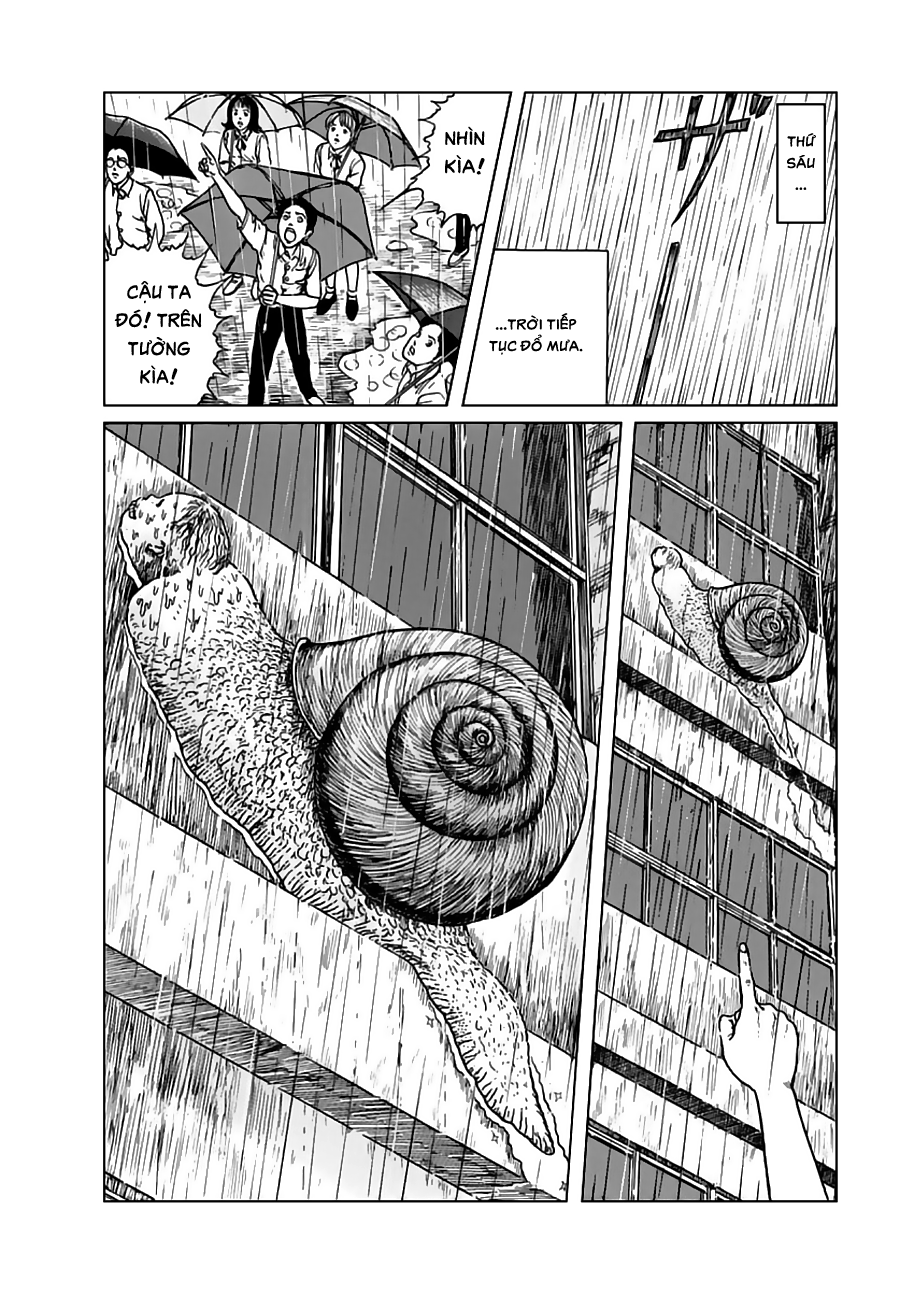 THỨ
SÁU
...
...TRỜI TIẾP
TỤC ĐỔ MƯA.
NHÌN
KÌA!
CẬU TA
ĐÓ! TRÊN
TƯỜNG
KÌA!